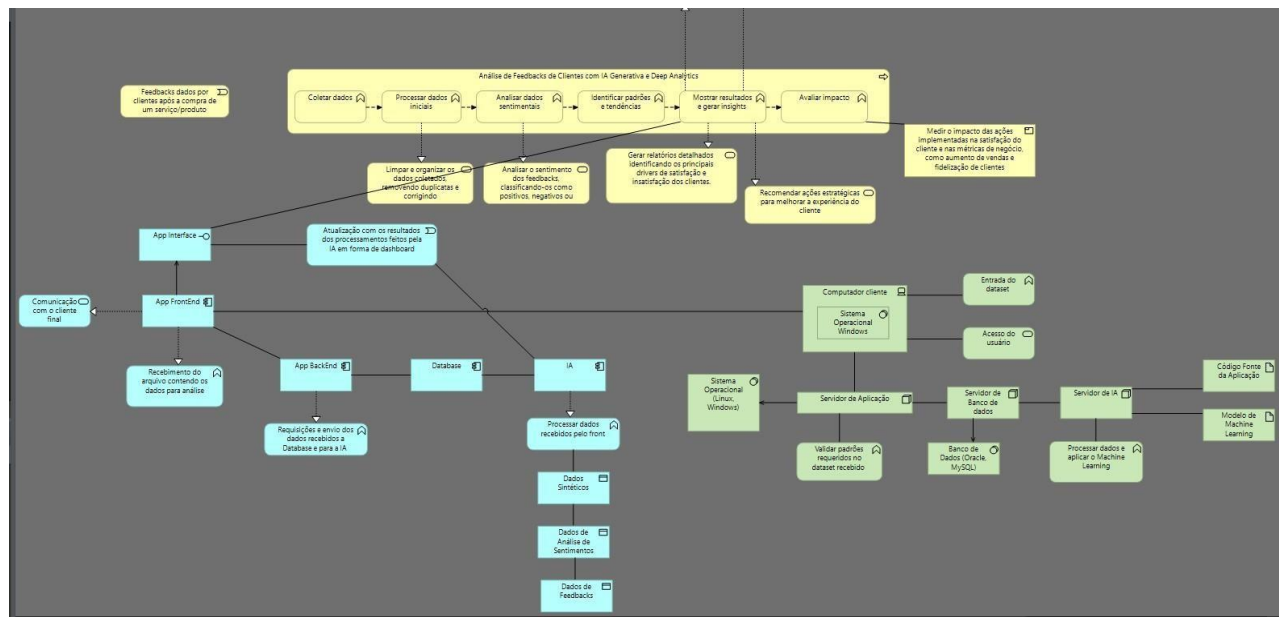 Análise de Feedbacks de Clientes com IA Generativa e Deep Analytics
Feedbacks dados por
clientes após a compra de
um serviço/produto
Coletar dados
Processar dados
iniciais
Analisar dados
sentimentais
Identificar padrões
e tendências
Mostrar resultados
e gerar insights
Avaliar impacto
Medir o impacto das ações
implementadas na satisfação do
cliente e nas métricas de negócio,
como aumento de vendas e
fidelização de clientes
Limpar e organizar os
dados coletados,
removendo duplicatas e
corrigindo
Analisar o sentimento
dos feedbacks,
classificando-os como
positivos, negativos ou
Gerar relatórios detalhados
identificando os principais
drivers de satisfação e
insatisfação dos clientes.
Recomendar ações estratégicas
para melhorar a experiência do
cliente
App Interface
Atualização com os resultados
dos processamentos feitos pela
IA em forma de dashboard
Comunicação
com o cliente
final
App FrontEnd
Computador cliente
Sistema
Operacional
Windows
Entrada do
dataset
Acesso do
usuário
Recebimento do
arquivo contendo os
dados para análise
App BackEnd
Database
IA
Sistema
Operacional
(Linux,
Windows)
Servidor de Aplicação
Servidor de
Banco de
dados
Servidor de IA
Código Fonte
da Aplicação
Modelo de
Machine
Learning
Requisições e envio dos
dados recebidos a
Database e para a IA
Processar dados
recebidos pelo front
Validar padrões
requeridos no
dataset recebido
Banco de
Dados (Oracle,
MySQL)
Processar dados e
aplicar o Machine
Learning
Dados
Sintéticos
Dados de
Análise de
Sentimentos
Dados de
Feedbacks